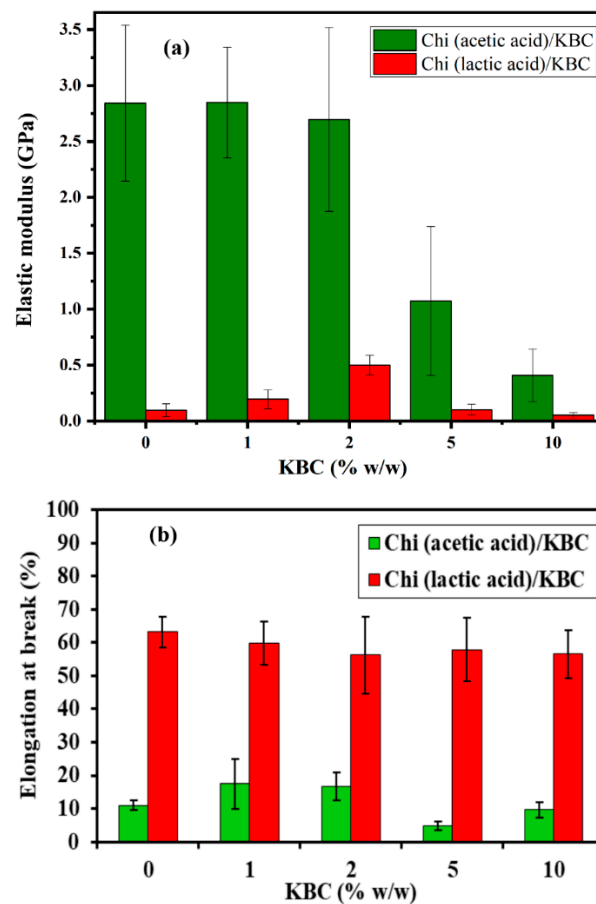 (a)
Chi (acetic acid)/KBC
Chi (lactic acid)/KBC
Elastic modulus (GPa)
3.5
3.0
2.5
2.0
1.5
1.0
0.5
0.0
0 1 2 5 10
KBC (% w/w)
(b)
Chi (acetic acid)/KBC
Chi (lactic acid)/KBC
Elongation at break (%)
100
90
80
70
60
50
40
30
20
10
0
0 1 2 5 10
KBC (% w/w)